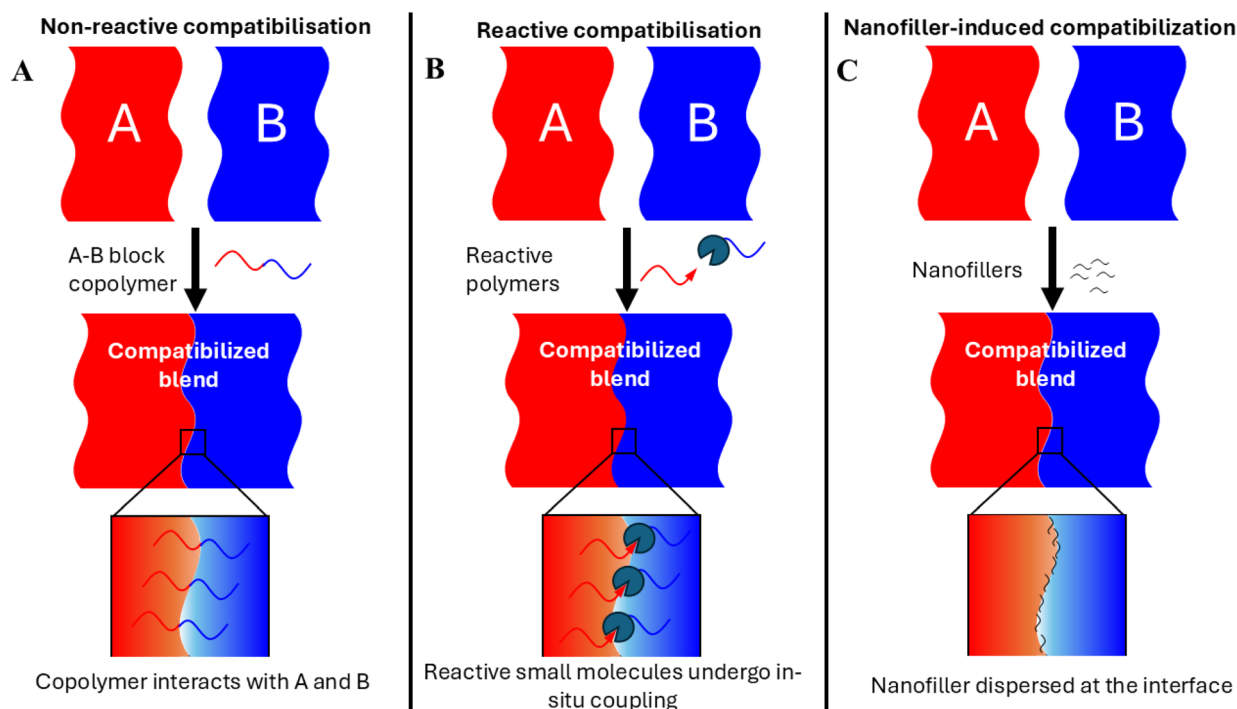 Non-reactive compatibilisation
A
A
B
A-B block
copolymer
Compatibilized
blend
Copolymer interacts with A and B
Reactive compatibilisation
B
A
B
Reactive
polymers
Compatibilized
blend
Reactive small molecules undergo in-
situ coupling
Nanofiller-induced compatibilization
C
A
B
Nanofillers
Compatibilized
blend
Nanofiller dispersed at the interface